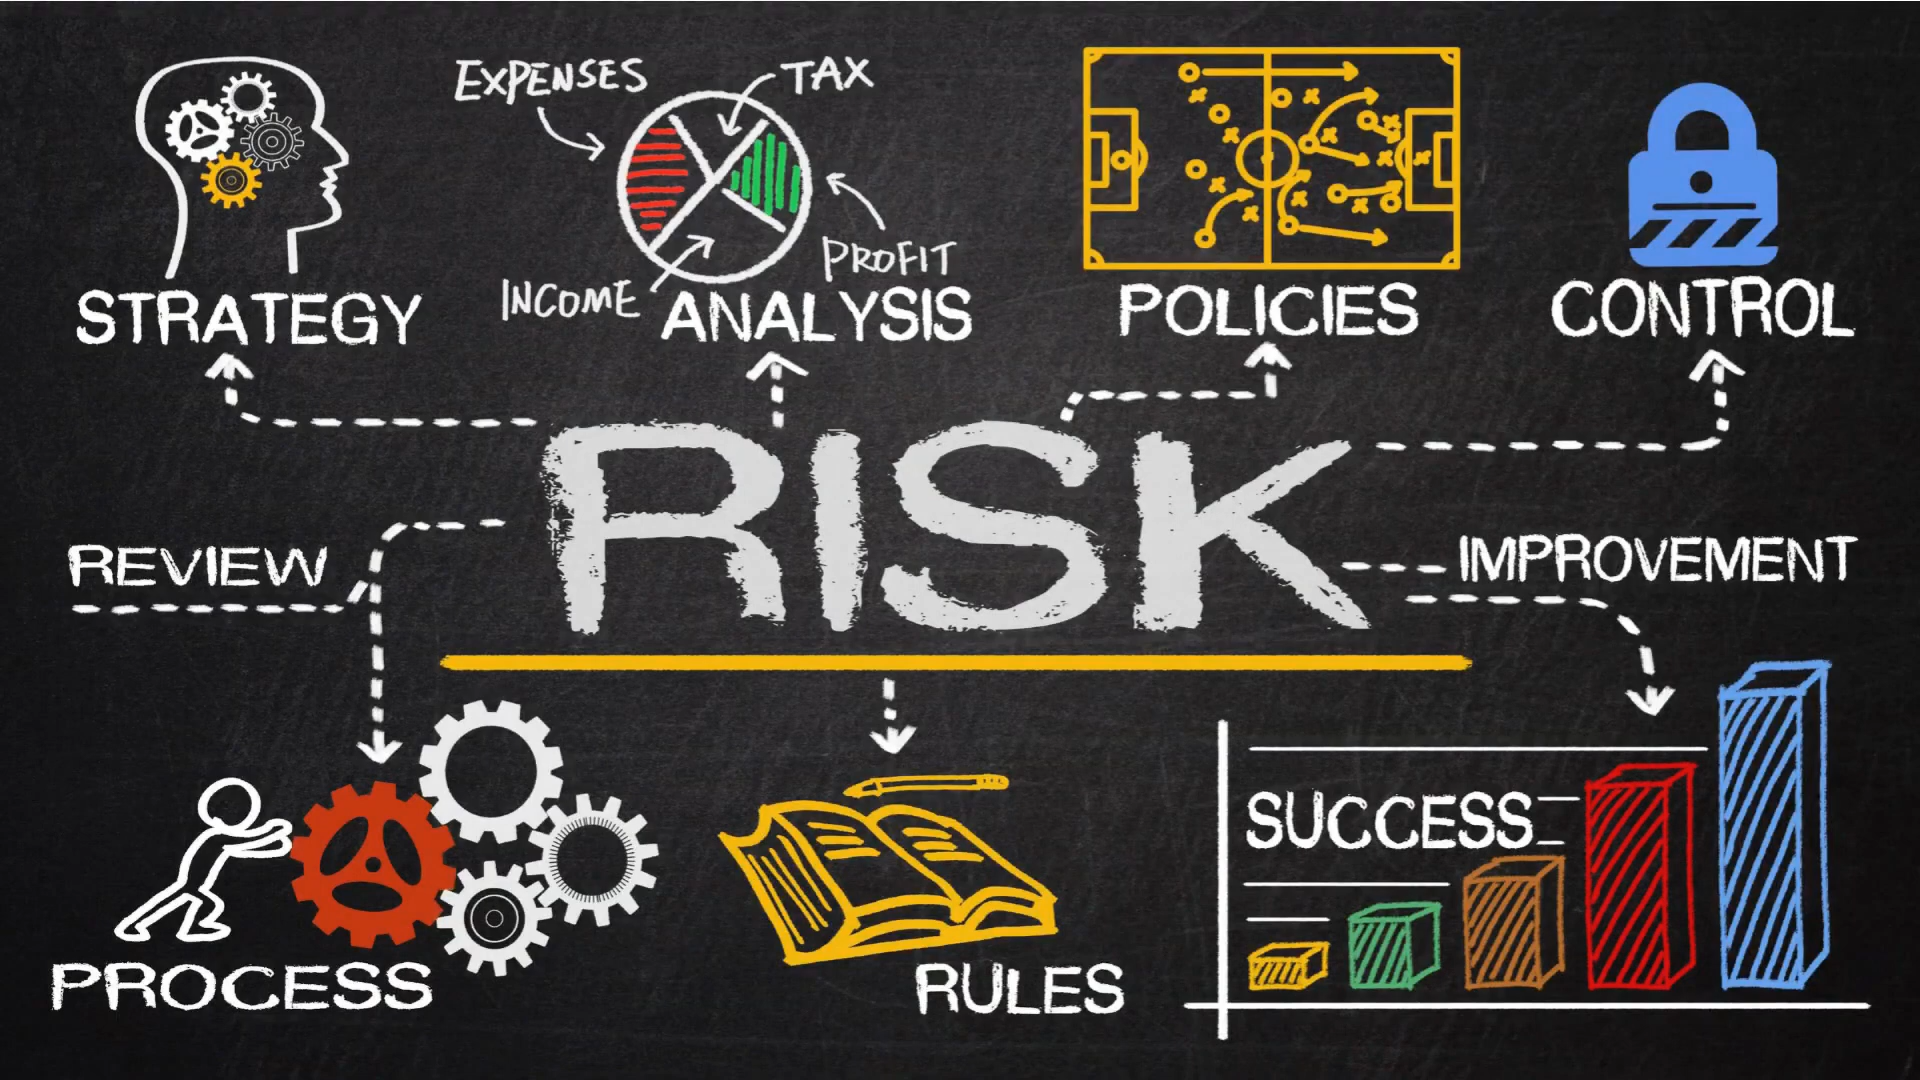 EXPENSES
TAX
PROFIT
INCOME
STRATEGY
ANALYSIS
POLICIES
CONTROL
RISK
REVIEW
IMPROVEMENT
SUCCESS
PROCESS
RULES